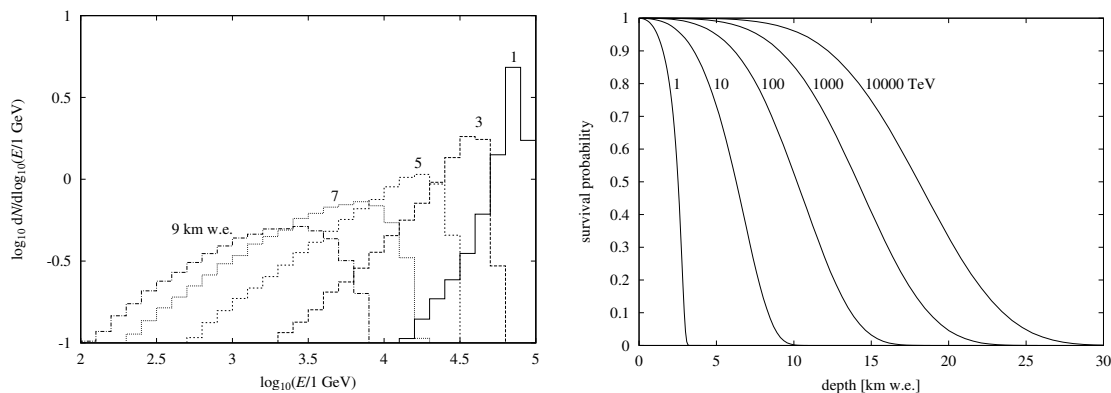 1
0.5
0
-0.5
-1
2 2.5 3 3.5 4 4.5 5
log₁₀ dN/dlog₁₀(E/1 GeV)
log₁₀(E/1 GeV)
1
3
5
7
9 km w.e.
1
0.9
0.8
0.7
0.6
0.5
0.4
0.3
0.2
0.1
0
0 5 10 15 20 25 30
survival probability
depth [km w.e.]
1 10 100 1000 10000 TeV